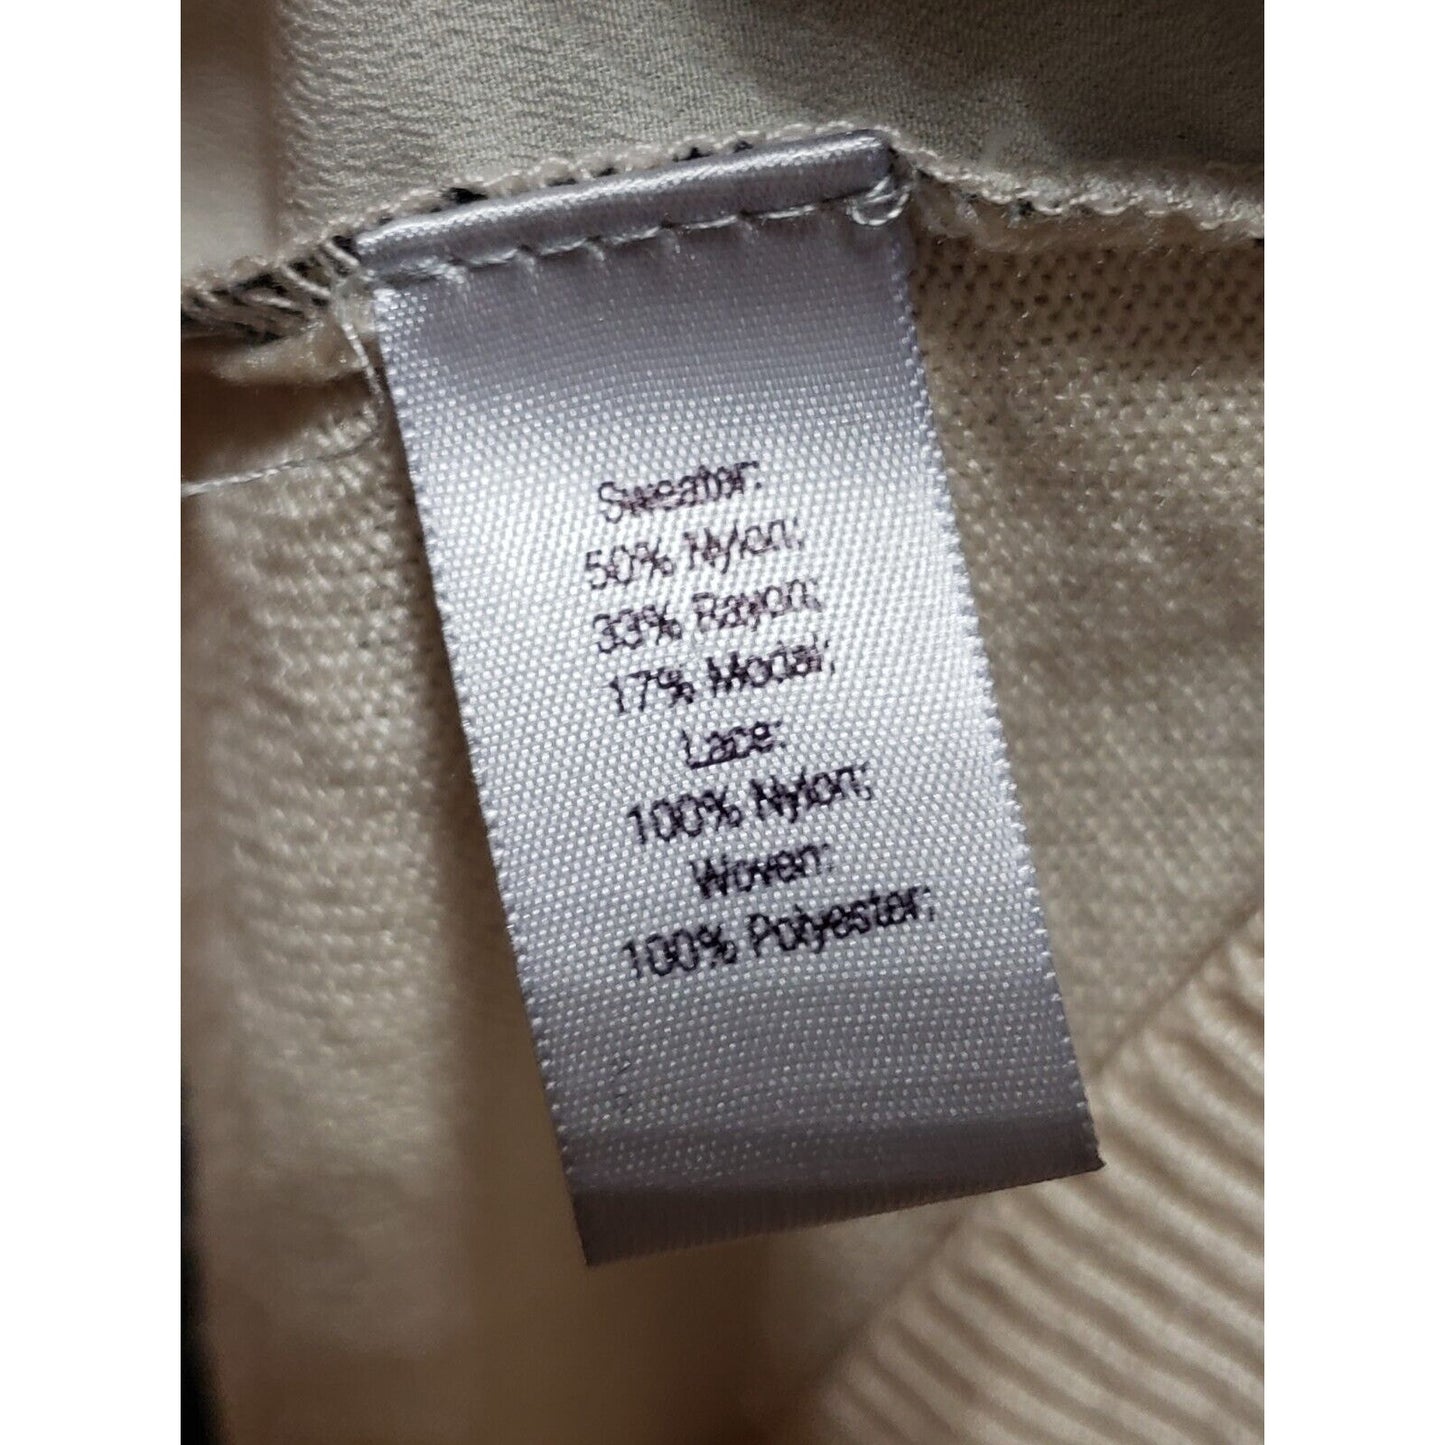 Sweater:
50% Nylon;
33% Rayon;
17% Modal;
Lace:
100% Nylon;
Woven:
100% Polyester;